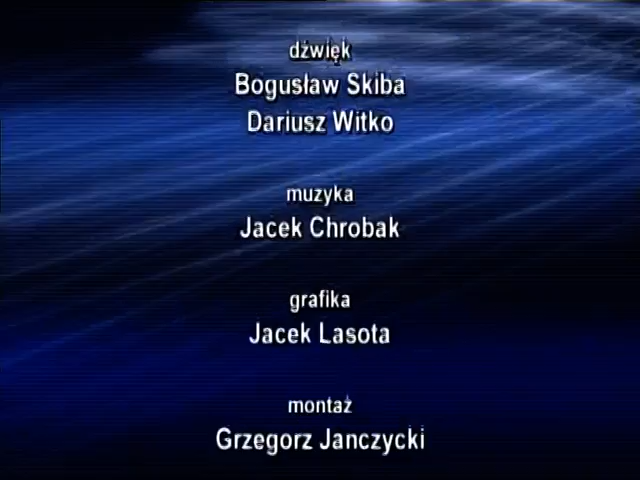 dźwięk
Bogusław Skiba
Dariusz Witko
muzyka
Jacek Chrobak
grafika
Jacek Lasota
montaż
Grzegorz Janczycki